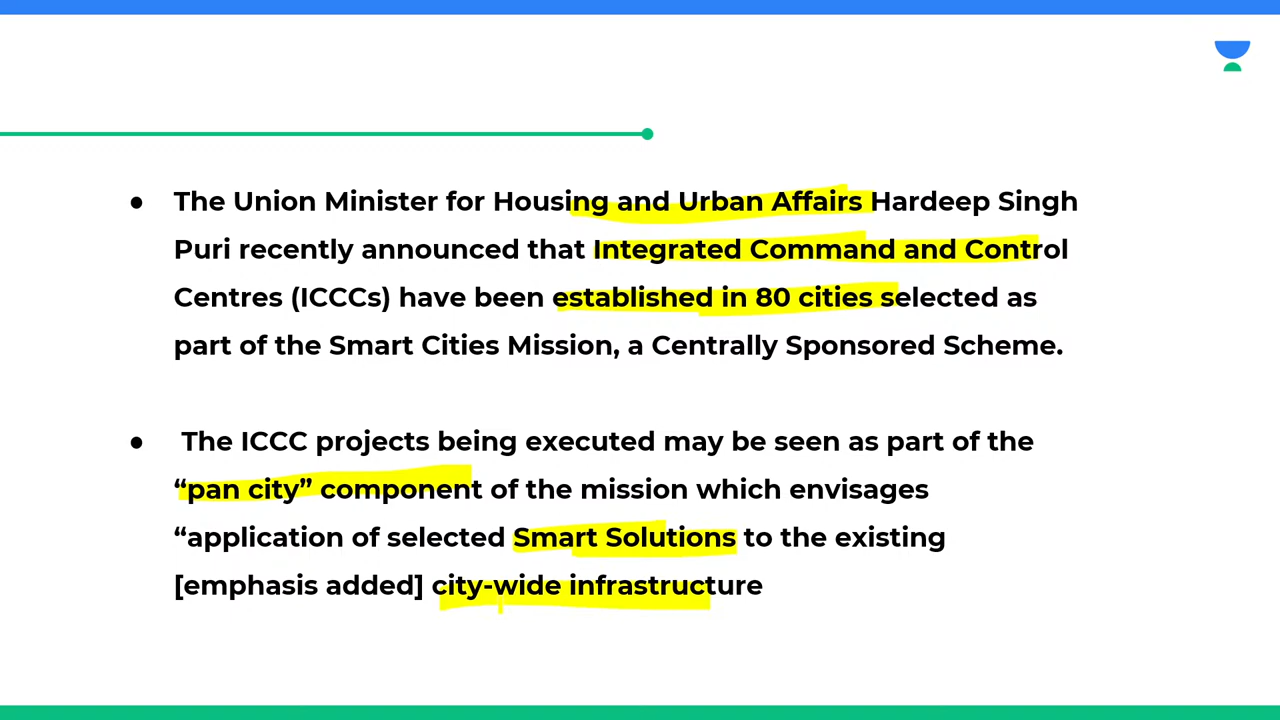 ● The Union Minister for Housing and Urban Affairs Hardeep Singh
Puri recently announced that Integrated Command and Control
Centres (ICCCs) have been established in 80 cities selected as
part of the Smart Cities Mission, a Centrally Sponsored Scheme.
● The ICCC projects being executed may be seen as part of the
“pan city” component of the mission which envisages
“application of selected Smart Solutions to the existing
[emphasis added] city-wide infrastructure